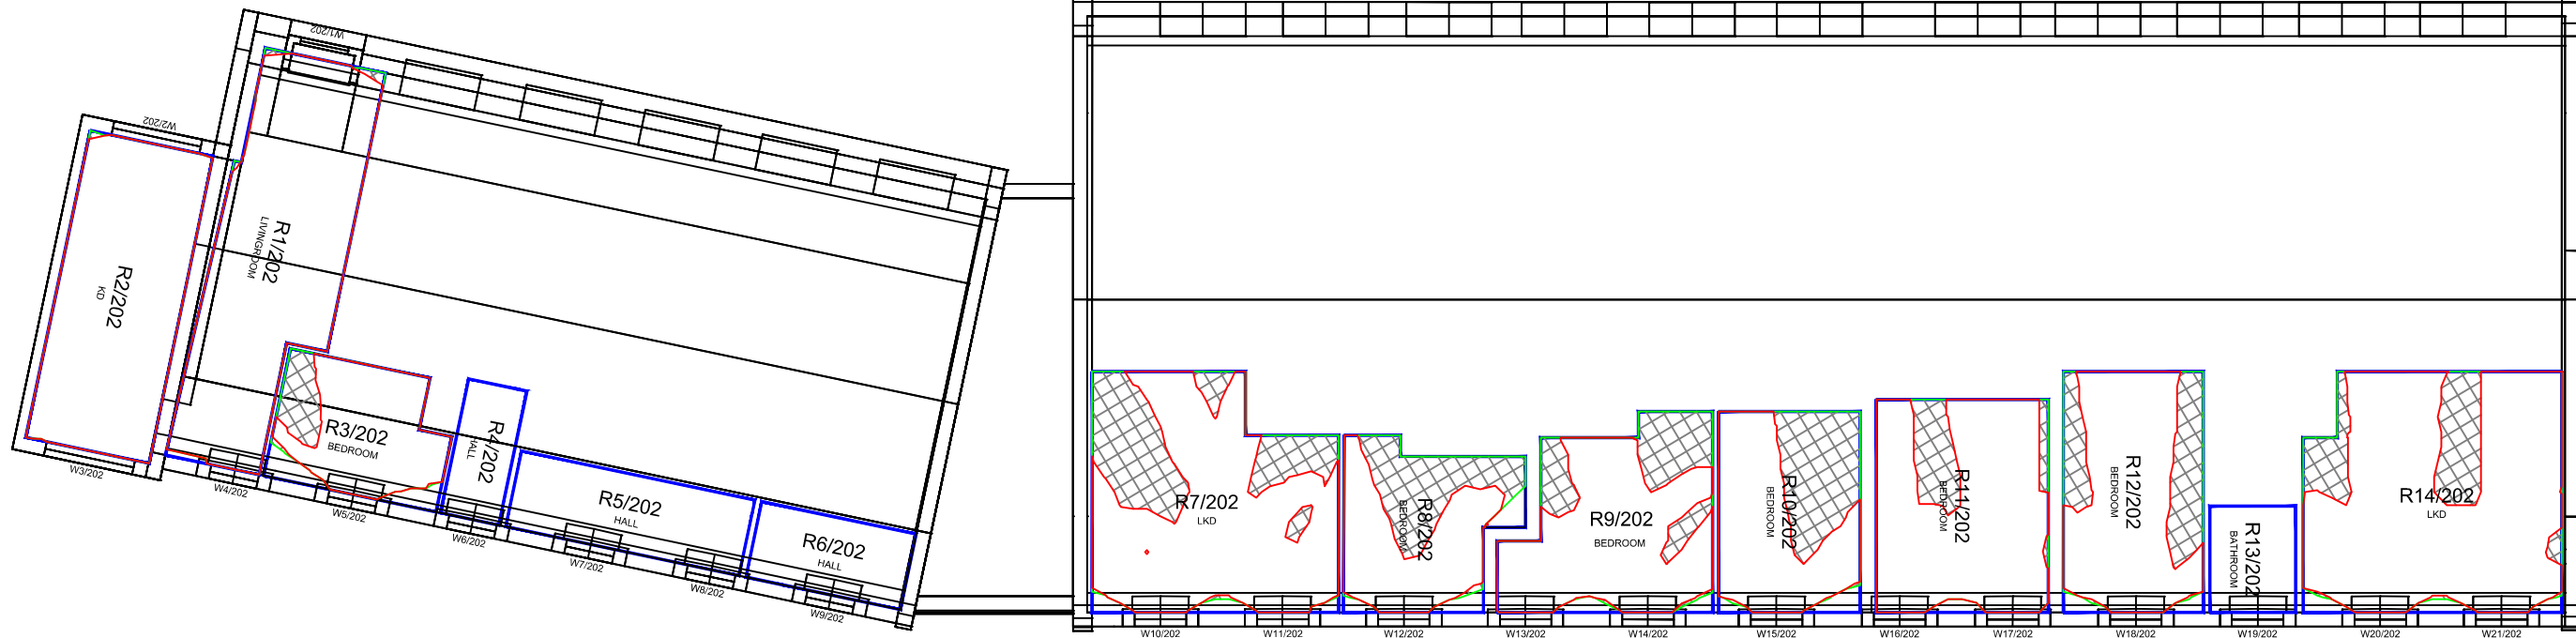 W1/202
W2/202
R1/202
LIVINGROOM
R2/202
KD
R3/202
BEDROOM
R4/202
HALL
R5/202
HALL
R6/202
HALL
W3/202
W4/202
W5/202
W6/202
W7/202
W8/202
W9/202
R7/202
LKD
R8/202
BEDROOM
R9/202
BEDROOM
R10/202
BEDROOM
R11/202
BEDROOM
R12/202
BEDROOM
R13/202
BATHROOM
R14/202
LKD
W10/202
W11/202
W12/202
W13/202
W14/202
W15/202
W16/202
W17/202
W18/202
W19/202
W20/202
W21/202